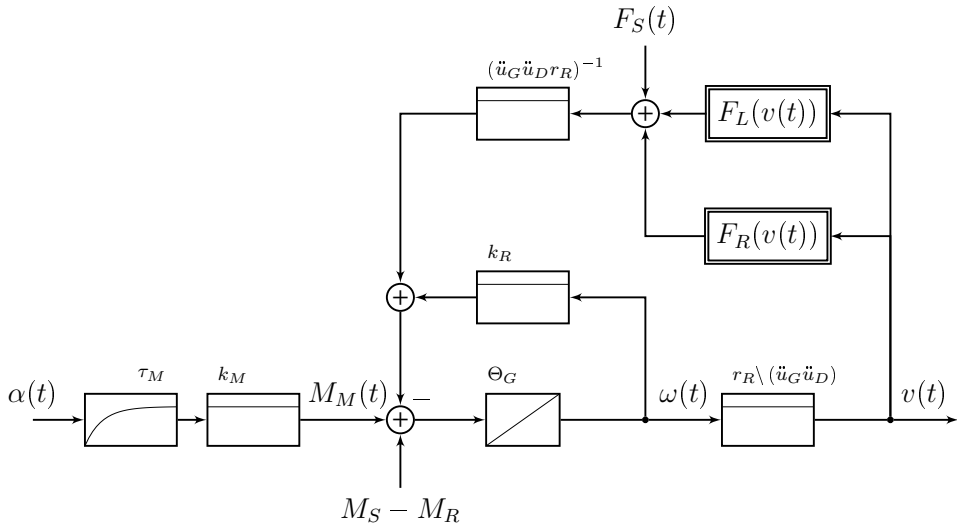 F_S(t)
(ü_G ü_D r_R)^{-1}
+
F_L(v(t))
F_R(v(t))
k_R
+
α(t)
τ_M
k_M
M_M(t)
+
−
Θ_G
ω(t)
r_R\(ü_G ü_D)
v(t)
M_S − M_R